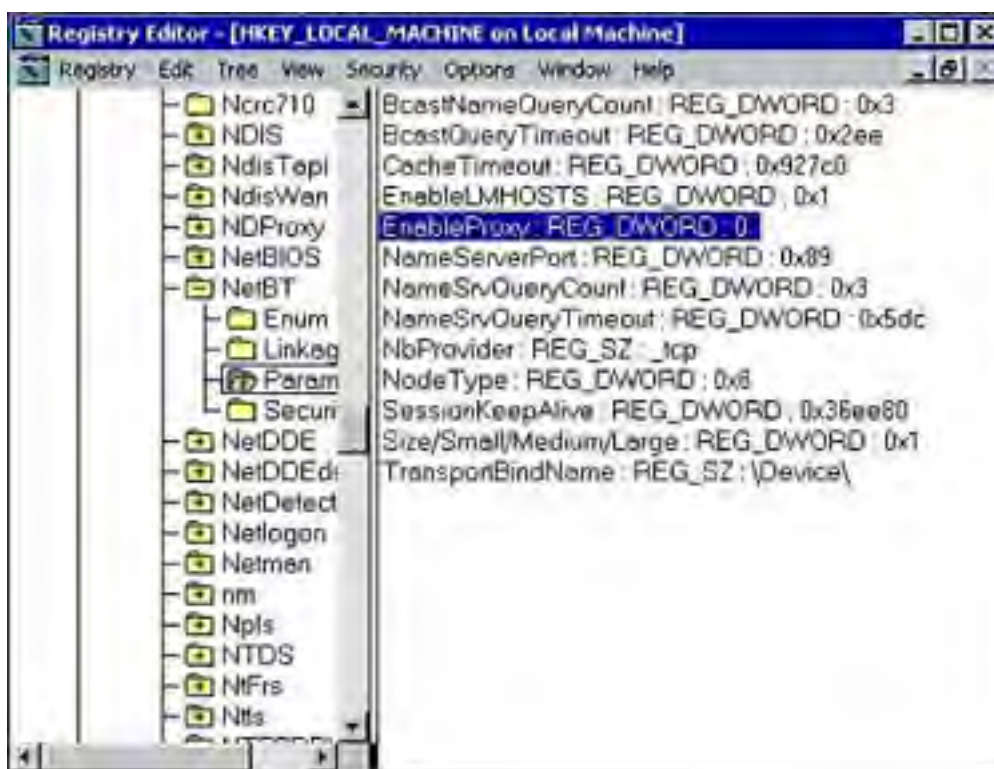 Registry Editor - [HKEY_LOCAL_MACHINE on Local Machine]
Registry Edit Tree View Security Options Window Help
Ncrc710
NDIS
NdisTapi
NdisWan
NDProxy
NetBIOS
NetBT
Enum
Linkag
Param
Securi
NetDDE
NetDDEd
NetDetect
Netlogon
Netman
nm
Npls
NTDS
NtFrs
Ntfs
BcastNameQueryCount : REG_DWORD : 0x3
BcastQueryTimeout : REG_DWORD : 0x2ee
CacheTimeout : REG_DWORD : 0x927c0
EnableLMHOSTS : REG_DWORD : 0x1
EnableProxy : REG_DWORD : 0
NameServerPort : REG_DWORD : 0x89
NameSrvQueryCount : REG_DWORD : 0x3
NameSrvQueryTimeout : REG_DWORD : 0x5dc
NbProvider : REG_SZ : _tcp
NodeType : REG_DWORD : 0x8
SessionKeepAlive : REG_DWORD : 0x36ee80
Size/Small/Medium/Large : REG_DWORD : 0x1
TransportBindName : REG_SZ : \Device\